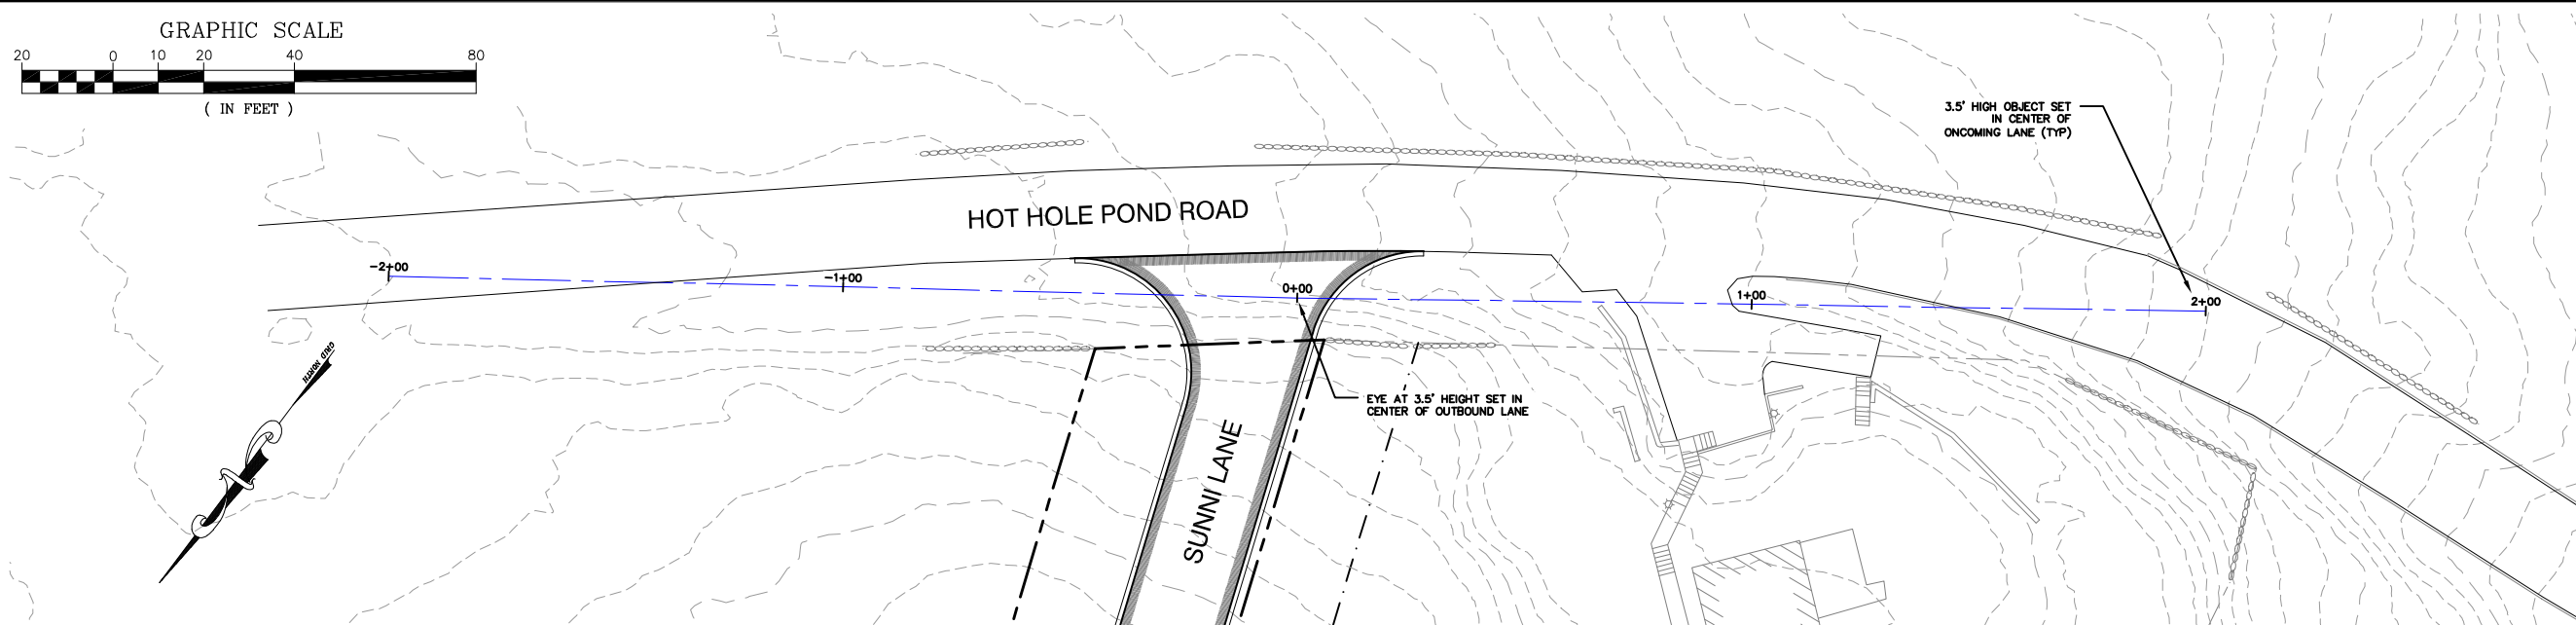 GRAPHIC SCALE
20 0 10 20 40 80
( IN FEET )
3.5' HIGH OBJECT SET
IN CENTER OF
ONCOMING LANE (TYP)
HOT HOLE POND ROAD
-2+00
-1+00
0+00
1+00
2+00
GRID NORTH
EYE AT 3.5' HEIGHT SET IN
CENTER OF OUTBOUND LANE
SUNNI LANE